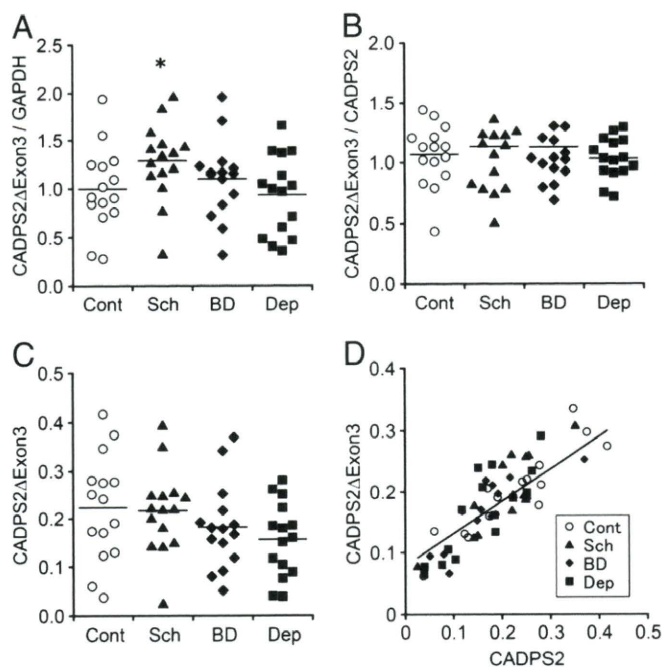 A
B
*
CADPS2ΔExon3 / GAPDH
2.5
2.0
1.5
1.0
0.5
0.0
Cont Sch BD Dep
CADPS2ΔExon3 / CADPS2
2.0
1.5
1.0
0.5
0.0
Cont Sch BD Dep
C
D
CADPS2ΔExon3
0.5
0.4
0.3
0.2
0.1
0.0
Cont Sch BD Dep
CADPS2ΔExon3
0.4
0.3
0.2
0.1
0
0 0.1 0.2 0.3 0.4 0.5
CADPS2
Cont
Sch
BD
Dep